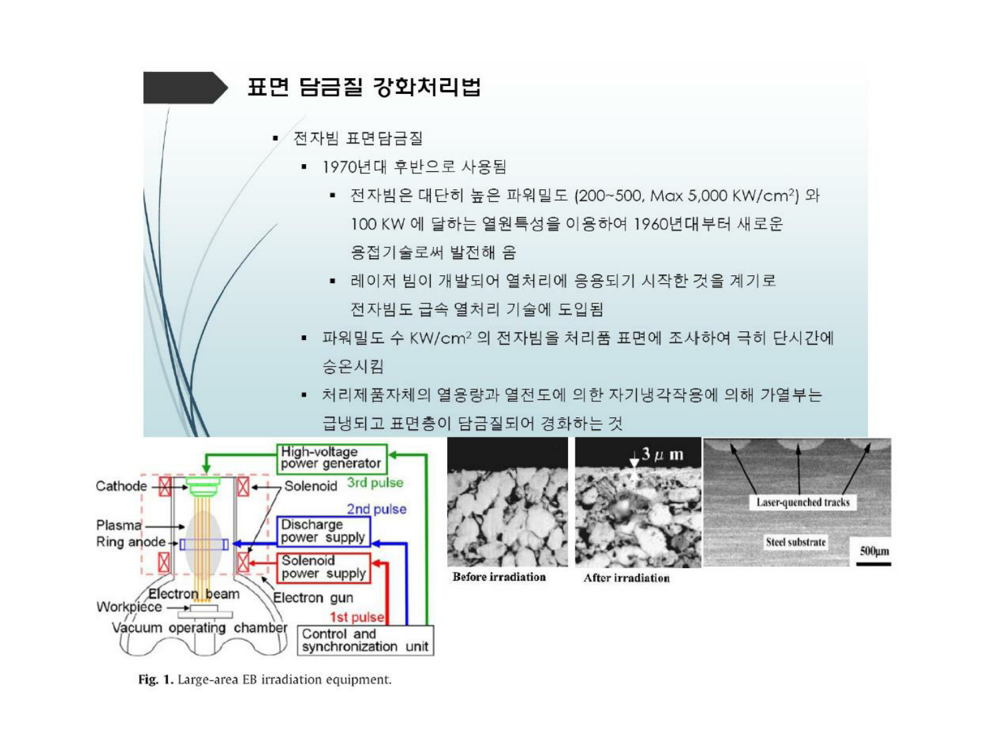 표면 담금질 강화처리법
▪ 전자빔 표면담금질
▪ 1970년대 후반으로 사용됨
▪ 전자빔은 대단히 높은 파워밀도 (200~500, Max 5,000 KW/cm²) 와
100 KW 에 달하는 열원특성을 이용하여 1960년대부터 새로운
용접기술로써 발전해 옴
▪ 레이저 빔이 개발되어 열처리에 응용되기 시작한 것을 계기로
전자빔도 급속 열처리 기술에 도입됨
▪ 파워밀도 수 KW/cm² 의 전자빔을 처리품 표면에 조사하여 극히 단시간에
승온시킴
▪ 처리제품자체의 열용량과 열전도에 의한 자기냉각작용에 의해 가열부는
급냉되고 표면층이 담금질되어 경화하는 것
High-voltage
power generator
3rd pulse
Cathode
Solenoid
2nd pulse
Plasma
Discharge
power supply
Ring anode
Solenoid
power supply
Electron beam
Electron gun
Workpiece
1st pulse
Vacuum operating chamber
Control and
synchronization unit
Fig. 1. Large-area EB irradiation equipment.
Before irradiation
3 μ m
After irradiation
Laser-quenched tracks
Steel substrate
500μm